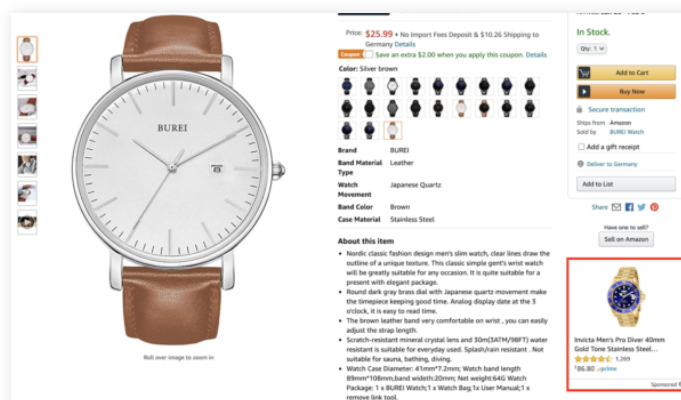 BUREI
Roll over image to zoom in
Price: $25.99 + No Import Fees Deposit & $10.26 Shipping to
Germany Details
Coupon Save an extra $2.00 when you apply this coupon. Details
Color: Silver brown
Brand BUREI
Band Material Leather
Type
Watch Japanese Quartz
Movement
Band Color Brown
Case Material Stainless Steel
About this item
• Nordic classic fashion design men's slim watch, clear lines draw the
outline of a unique texture. This classic simple gent's wrist watch
will be greatly suitable for any occasion. It is quite suitable for a
present with elegant package.
• Round dark gray brass dial with Japanese quartz movement make
the timepiece keeping good time. Analog display date at the 3
o'clock, it is easy to read time.
• The brown leather band very comfortable on wrist , you can easily
adjust the strap length.
• Scratch-resistant mineral crystal lens and 30m(3ATM/98FT) water
resistant is suitable for everyday used. Splash/rain resistant . Not
suitable for sauna, bathing, diving.
• Watch Case Diameter: 41mm*7.2mm; Watch band length
89mm*108mm,band wideth:20mm; Net weight:64G Watch
Package: 1 x BUREI Watch;1 x Watch Bag;1x User Manual;1 x
remove link tool.
In Stock.
Qty: 1
Add to Cart
Buy Now
Secure transaction
Ships from Amazon
Sold by BUREI Watch
Add a gift receipt
Deliver to Germany
Add to List
Share
Have one to sell?
Sell on Amazon
Invicta Men's Pro Diver 40mm
Gold Tone Stainless Steel...
1,269
$86.80 prime
Sponsored